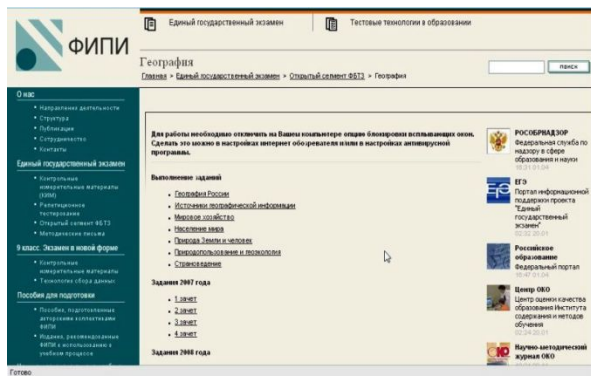 ФИПИ
Единый государственный экзамен
Тестовые технологии в образовании
География
Главная > Единый государственный экзамен > Открытый сегмент ФБТЗ > География
поиск
О нас
• Направления деятельности
• Структура
• Публикации
• Сотрудничество
• Контакты
Единый государственный экзамен
• Контрольные
измерительные материалы
(КИМ)
• Репетиционное
тестирование
• Открытый сегмент ФБТЗ
• Методические письма
9 класс. Экзамен в новой форме
• Контрольные
измерительные материалы
• Технология сбора данных
Пособия для подготовки
• Пособия, подготовленные
авторскими коллективами
ФИПИ
• Издания, рекомендованные
ФИПИ к использованию в
учебном процессе
Для работы необходимо отключить на Вашем компьютере опцию блокировки всплывающих окон.
Сделать это можно в настройках интернет обозревателя и/или в настройках антивирусной
программы.
Выполнение заданий
• География России
• Источники географической информации
• Мировое хозяйство
• Население мира
• Природа Земли и человек
• Природопользование и геоэкология
• Страноведение
Задания 2007 года
• 1 зачет
• 2 зачет
• 3 зачет
• 4 зачет
Задания 2008 года
РОСОБРНАДЗОР
Федеральная служба по
надзору в сфере
образования и науки
ЕГЭ
Портал информационной
поддержки проекта
"Единый
государственный
экзамен"
Российское
образование
Федеральный портал
Центр ОКО
Центр оценки качества
образования Института
содержания и методов
обучения
Научно-методический
журнал ОКО
Готово